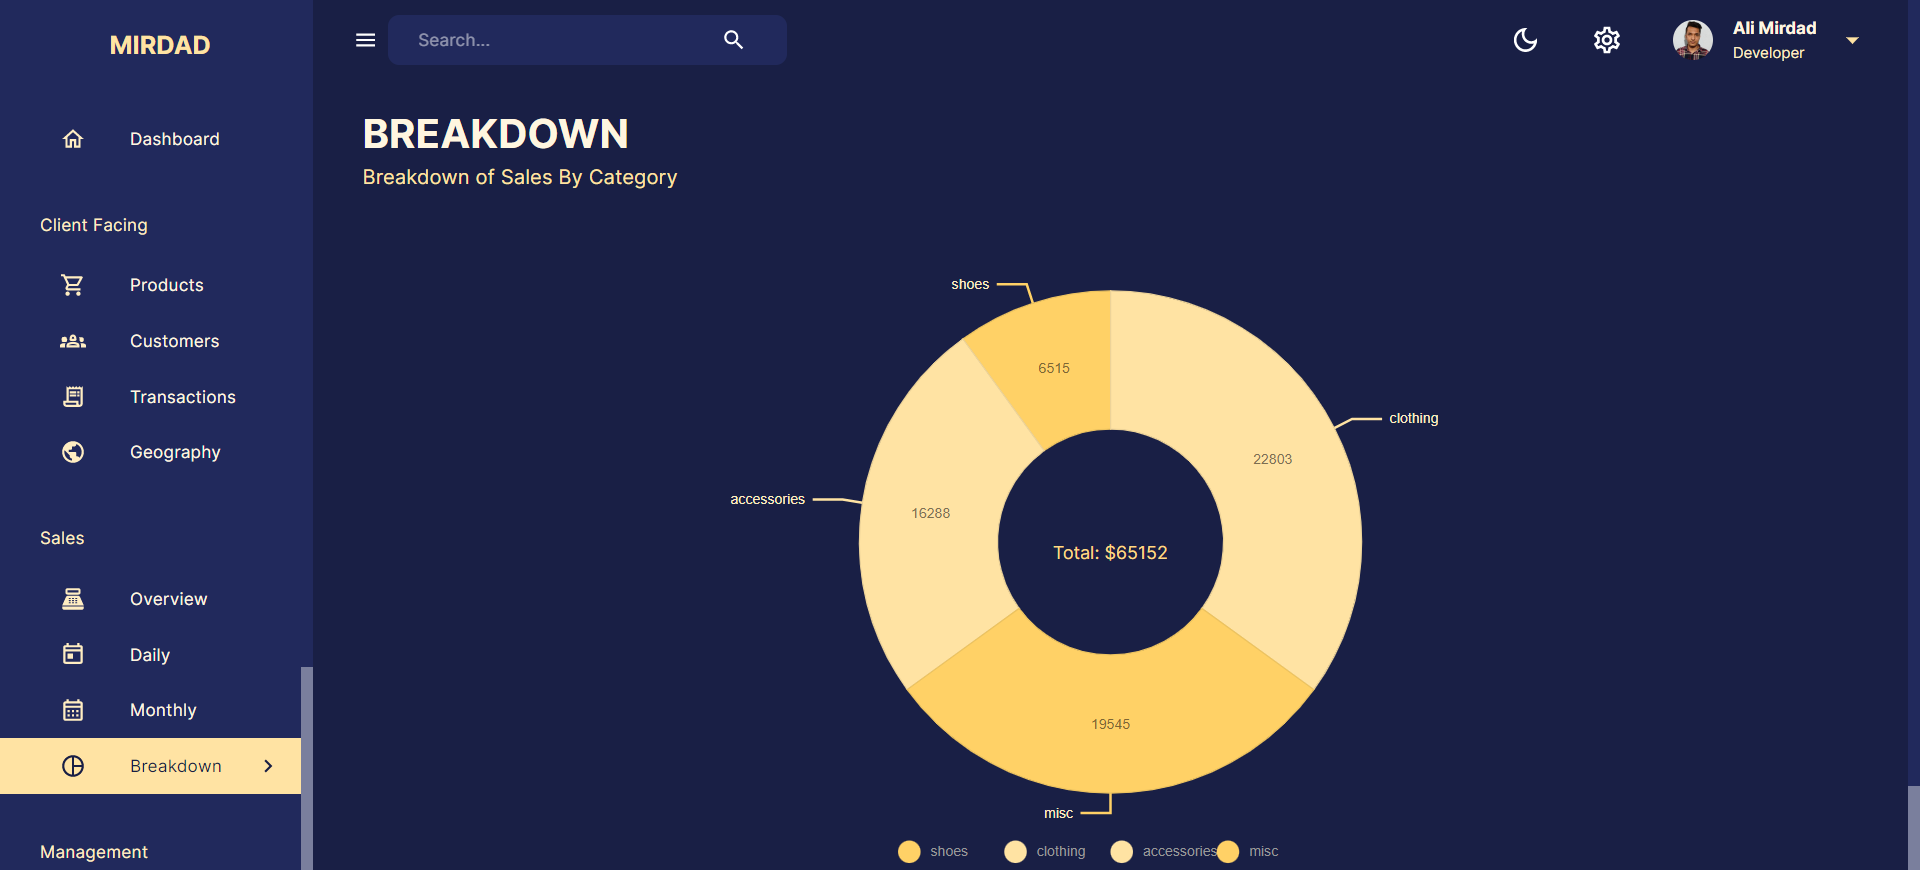 MIRDAD
Dashboard
Client Facing
Products
Customers
Transactions
Geography
Sales
Overview
Daily
Monthly
Breakdown
Management
Search...
Ali Mirdad
Developer
BREAKDOWN
Breakdown of Sales By Category
shoes
6515
clothing
22803
accessories
16288
Total: $65152
19545
misc
shoes clothing accessories misc